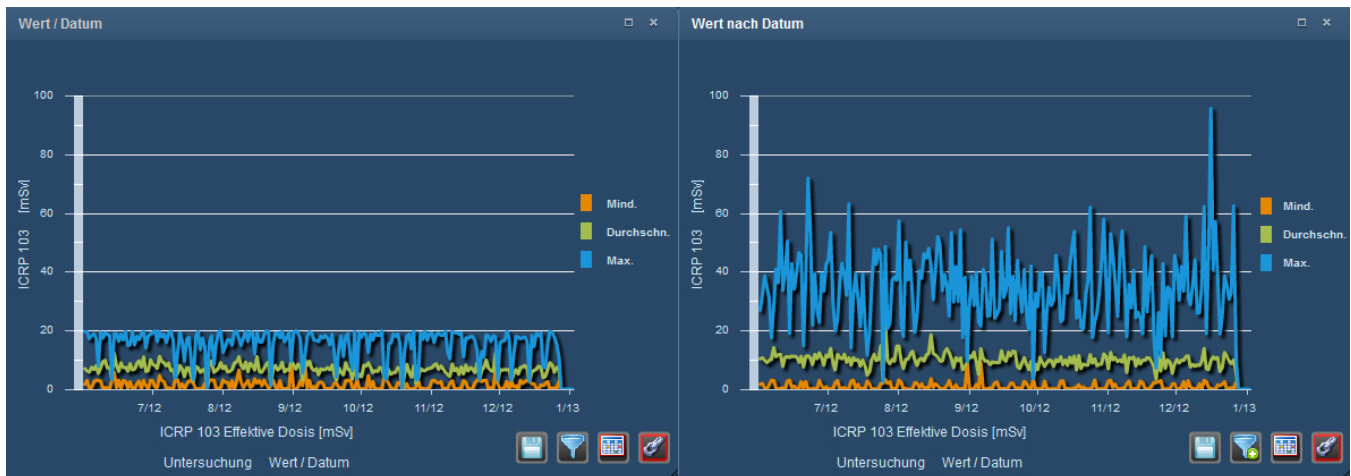 Wert / Datum
100
80
60
40
20
0
ICRP 103 [mSv]
7/12 8/12 9/12 10/12 11/12 12/12 1/13
Mind.
Durchschn.
Max.
ICRP 103 Effektive Dosis [mSv]
Untersuchung Wert / Datum
Wert nach Datum
100
80
60
40
20
0
ICRP 103 [mSv]
7/12 8/12 9/12 10/12 11/12 12/12 1/13
Mind.
Durchschn.
Max.
ICRP 103 Effektive Dosis [mSv]
Untersuchung Wert / Datum